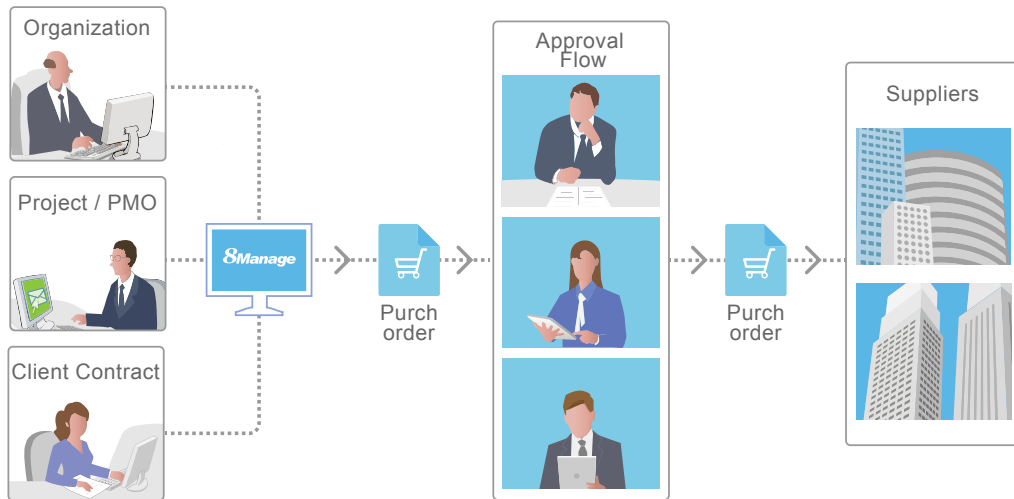 Organization
Project / PMO
Client Contract
8Manage
Purch
order
Approval
Flow
Purch
order
Suppliers